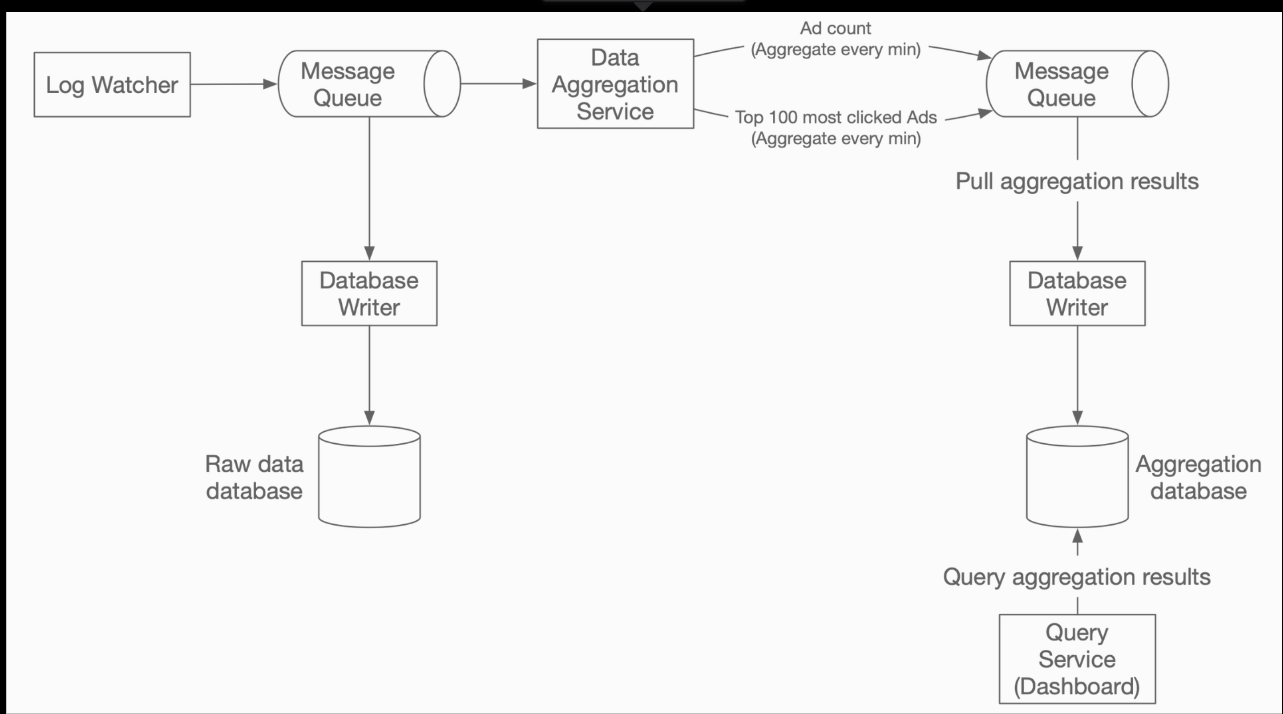 Log Watcher
Message
Queue
Data
Aggregation
Service
Ad count
(Aggregate every min)
Top 100 most clicked Ads
(Aggregate every min)
Message
Queue
Pull aggregation results
Database
Writer
Database
Writer
Raw data
database
Aggregation
database
Query aggregation results
Query
Service
(Dashboard)